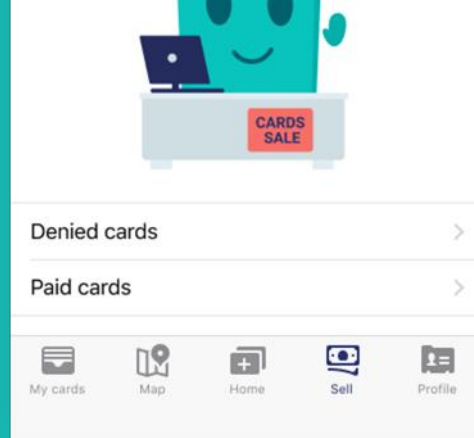 CARDS
SALE
Denied cards
Paid cards
My cards
Map
Home
Sell
Profile